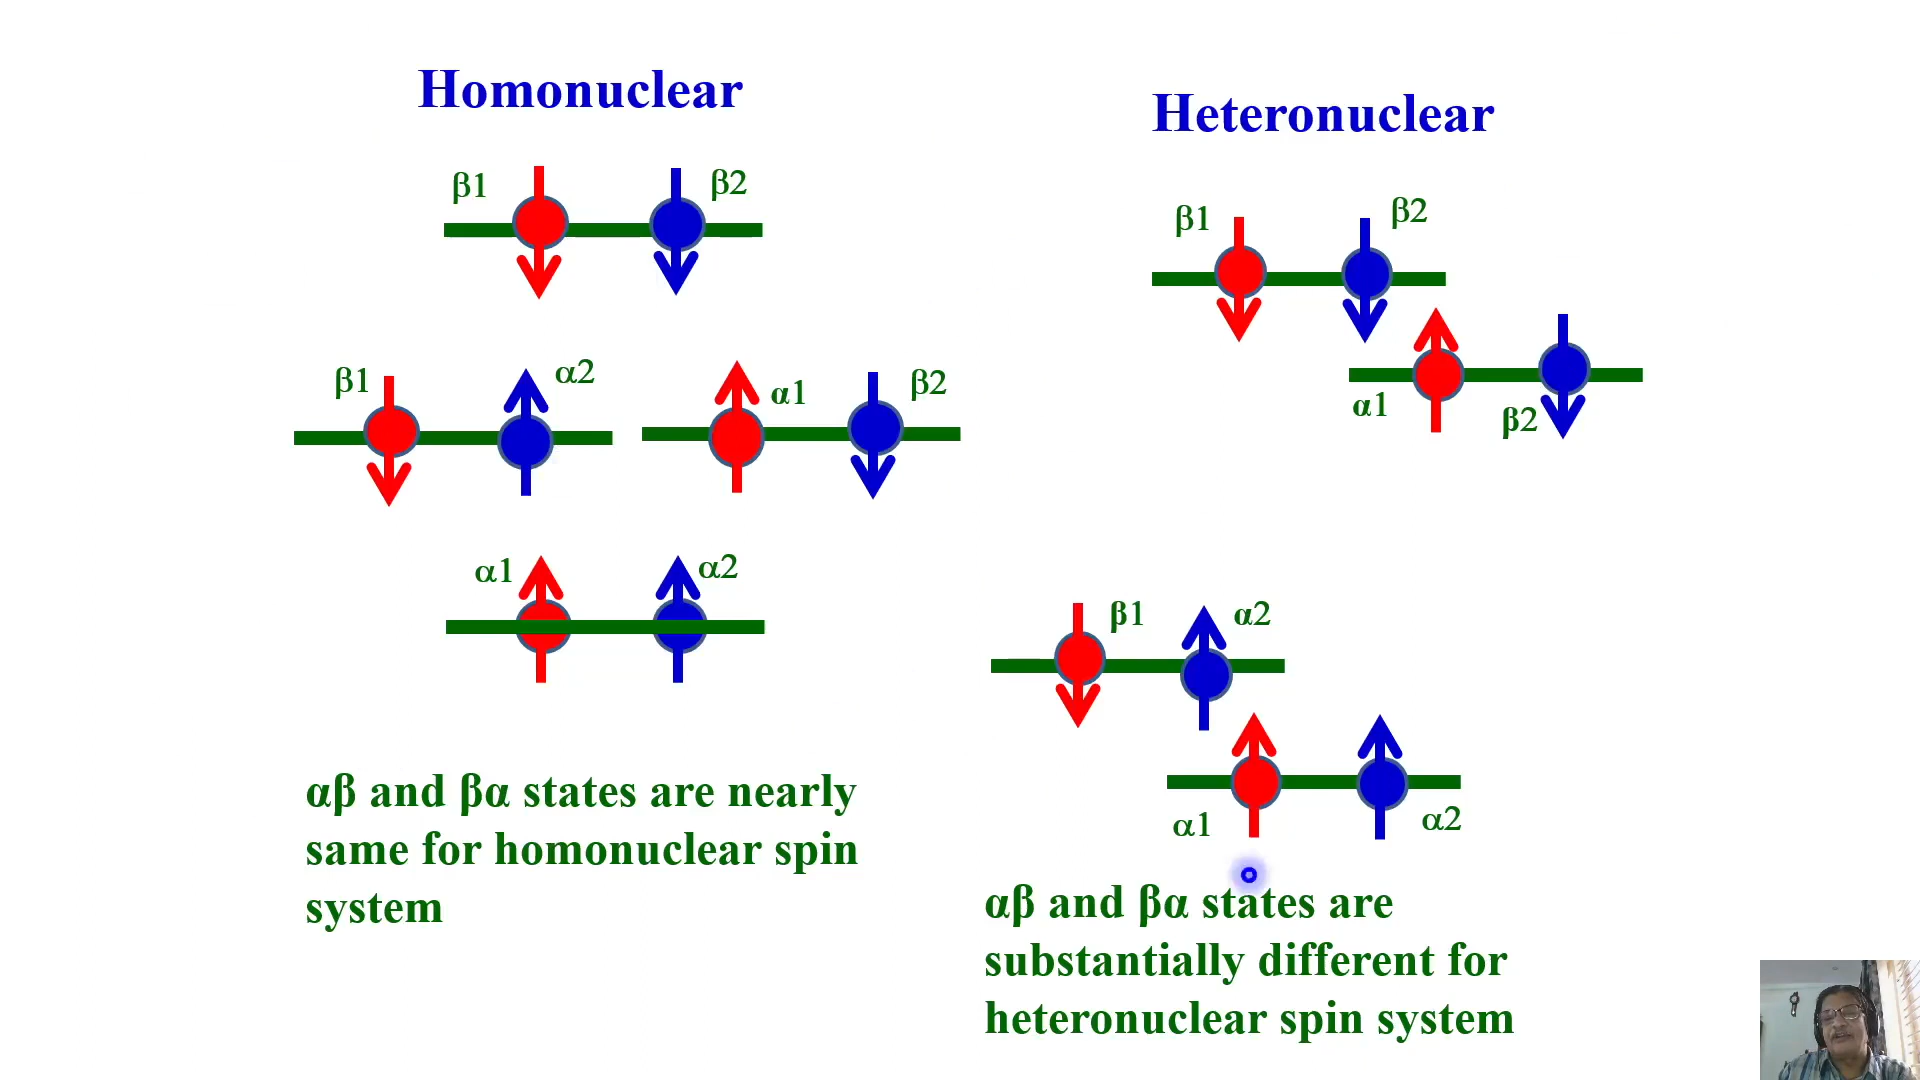 Homonuclear
β1 β2
β1 α2 α1 β2
α1 α2
αβ and βα states are nearly
same for homonuclear spin
system
Heteronuclear
β1 β2
α1 β2
β1 α2
α1 α2
αβ and βα states are
substantially different for
heteronuclear spin system